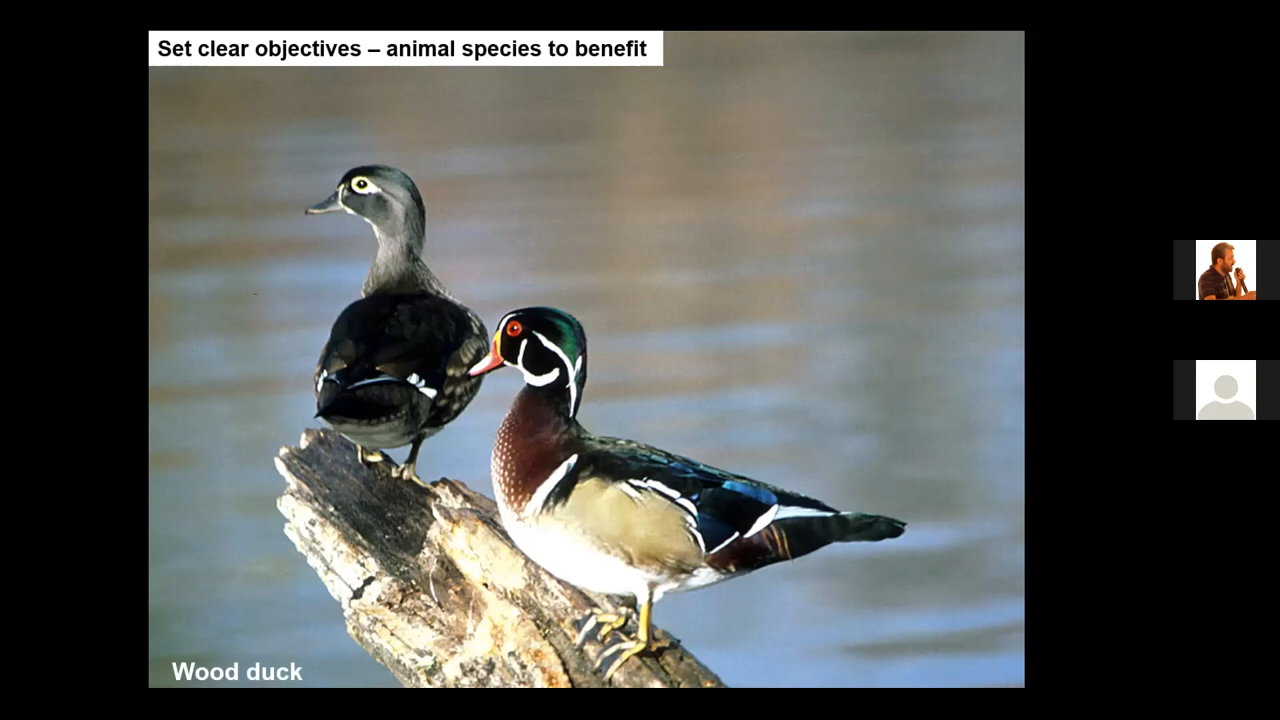 Set clear objectives – animal species to benefit
Wood duck